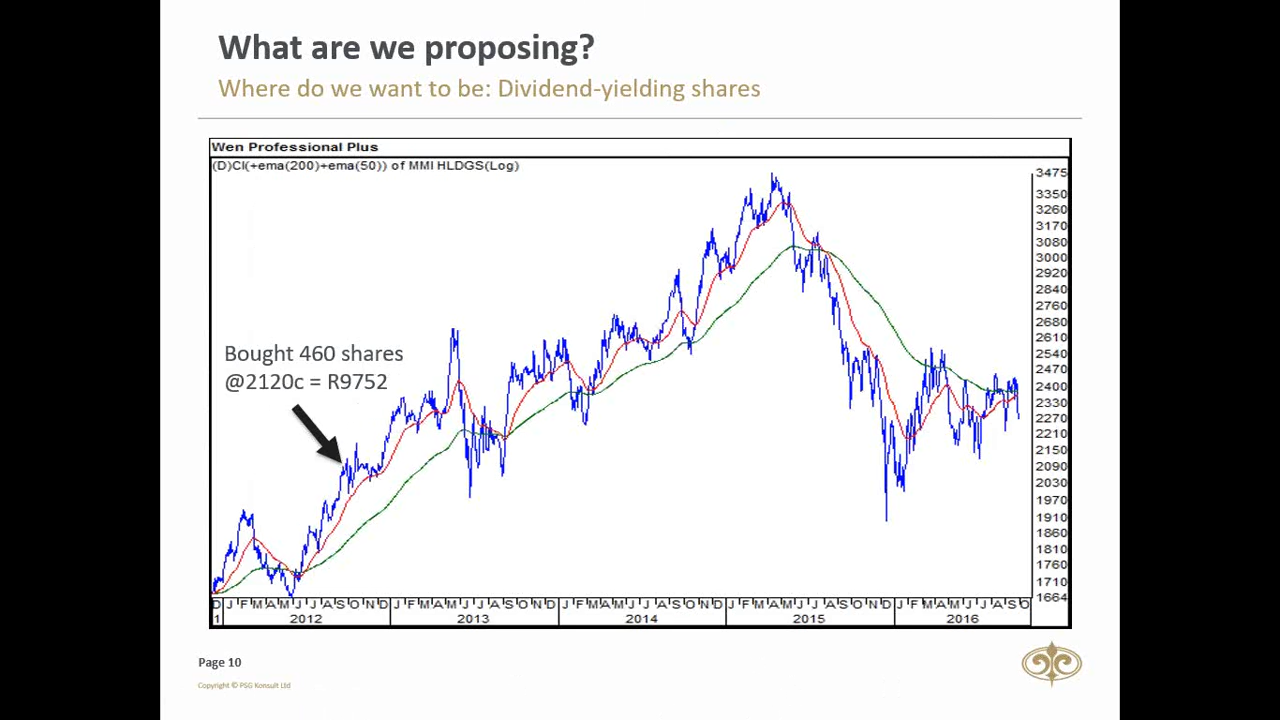 What are we proposing?
Where do we want to be: Dividend-yielding shares
Wen Professional Plus
(D)Cl(+ema(200)+ema(50)) of MMI HLDGS(Log)
3475
3350
3260
3170
3080
3000
2920
2840
2760
2680
2610
2540
2470
2400
2330
2270
2210
2150
2090
2030
1970
1910
1860
1810
1760
1710
1664
Bought 460 shares
@2120c = R9752
D J F M A M J J A S O N D J F M A M J J A S O N D J F M A M J J A S O N D J F M A M J J A S O N D J F M A M J J A S O
1 2012 2013 2014 2015 2016
Page 10
Copyright © PSG Konsult Ltd